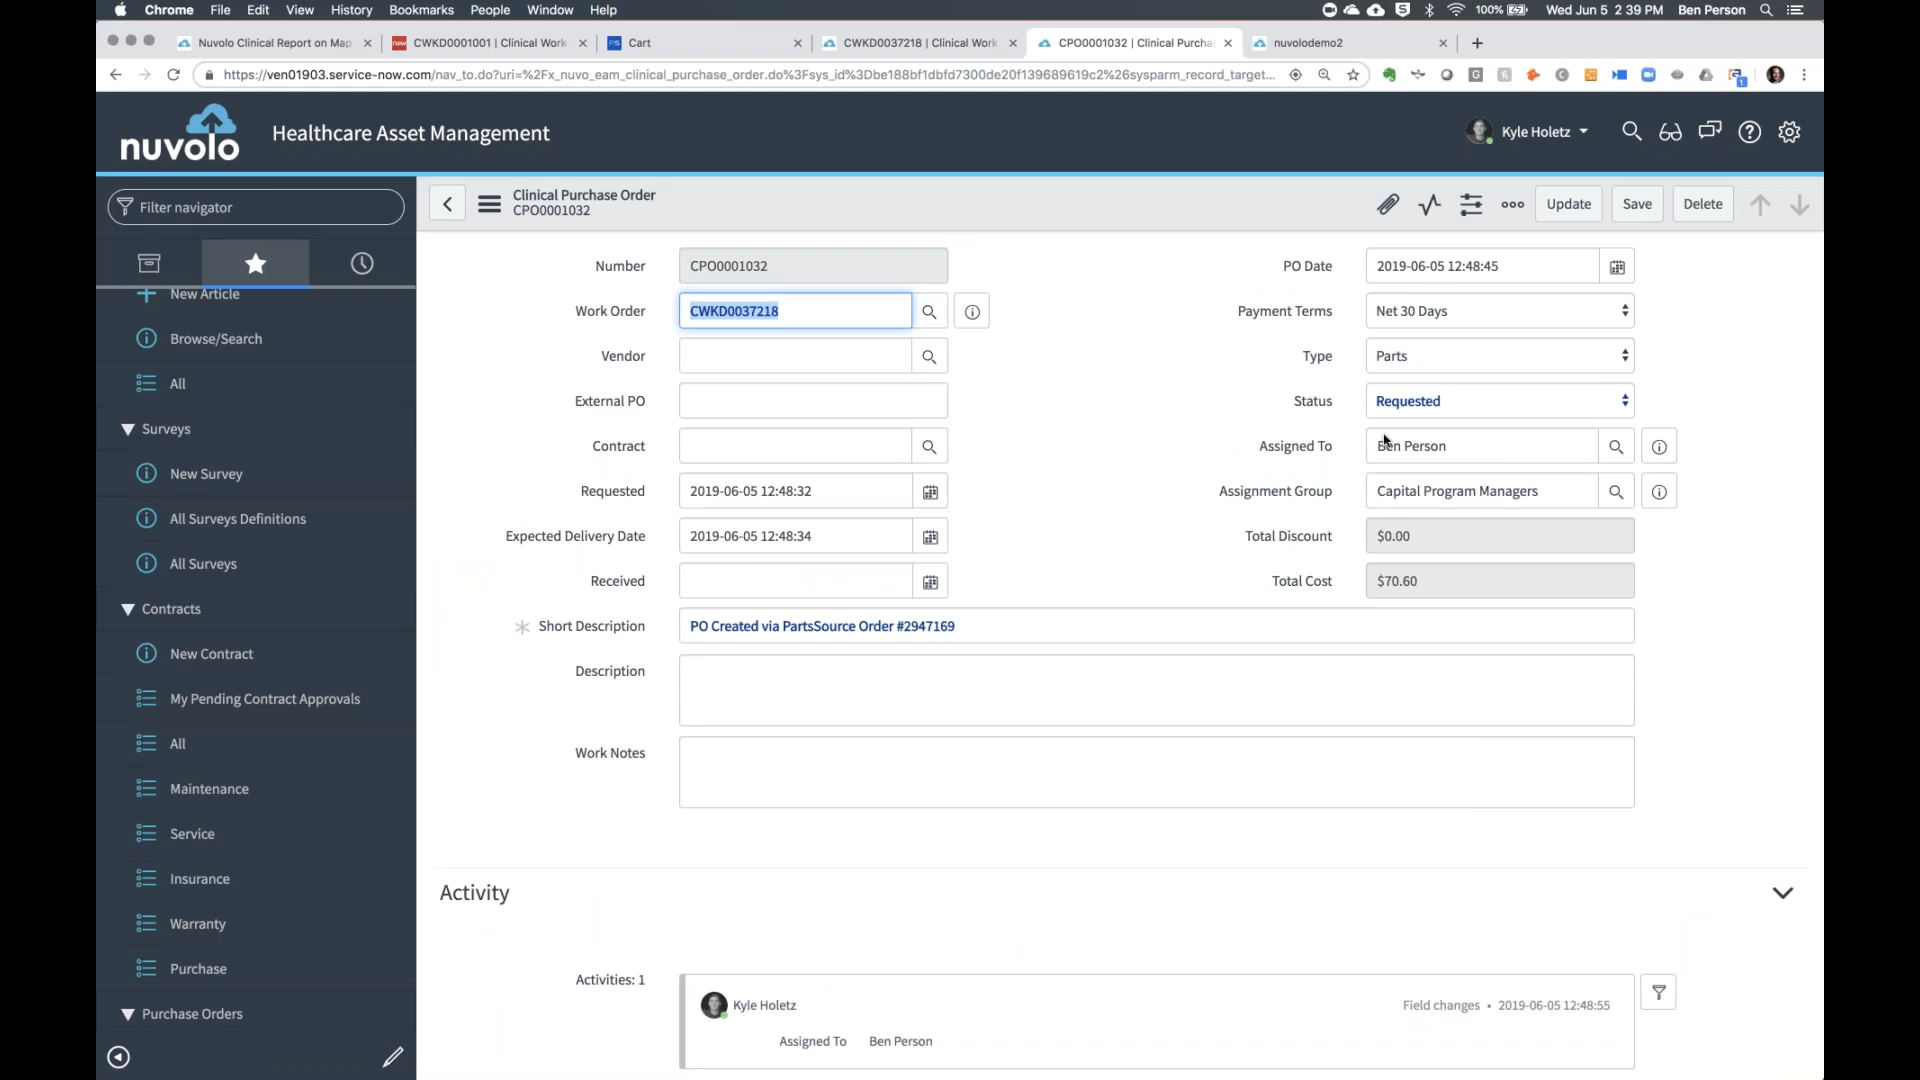 Chrome File Edit View History Bookmarks People Window Help 100% Wed Jun 5 2 39 PM Ben Person
Nuvolo Clinical Report on Map
CWKD0001001 | Clinical Work
Cart
CWKD0037218 | Clinical Work
CPO0001032 | Clinical Purcha
nuvolodemo2
https://ven01903.service-now.com/nav_to.do?uri=%2Fx_nuvo_eam_clinical_purchase_order.do%3Fsys_id%3Dbe188bf1dbfd7300de20f139689619c2%26sysparm_record_target...
nuvolo
Healthcare Asset Management
Kyle Holetz
Filter navigator
New Article
Browse/Search
All
Surveys
New Survey
All Surveys Definitions
All Surveys
Contracts
New Contract
My Pending Contract Approvals
All
Maintenance
Service
Insurance
Warranty
Purchase
Purchase Orders
Clinical Purchase Order
CPO0001032
Update
Save
Delete
Number CPO0001032
Work Order CWKD0037218
Vendor
External PO
Contract
Requested 2019-06-05 12:48:32
Expected Delivery Date 2019-06-05 12:48:34
Received
PO Date 2019-06-05 12:48:45
Payment Terms Net 30 Days
Type Parts
Status Requested
Assigned To Ben Person
Assignment Group Capital Program Managers
Total Discount $0.00
Total Cost $70.60
Short Description PO Created via PartsSource Order #2947169
Description
Work Notes
Activity
Activities: 1
Kyle Holetz
Field changes • 2019-06-05 12:48:55
Assigned To Ben Person